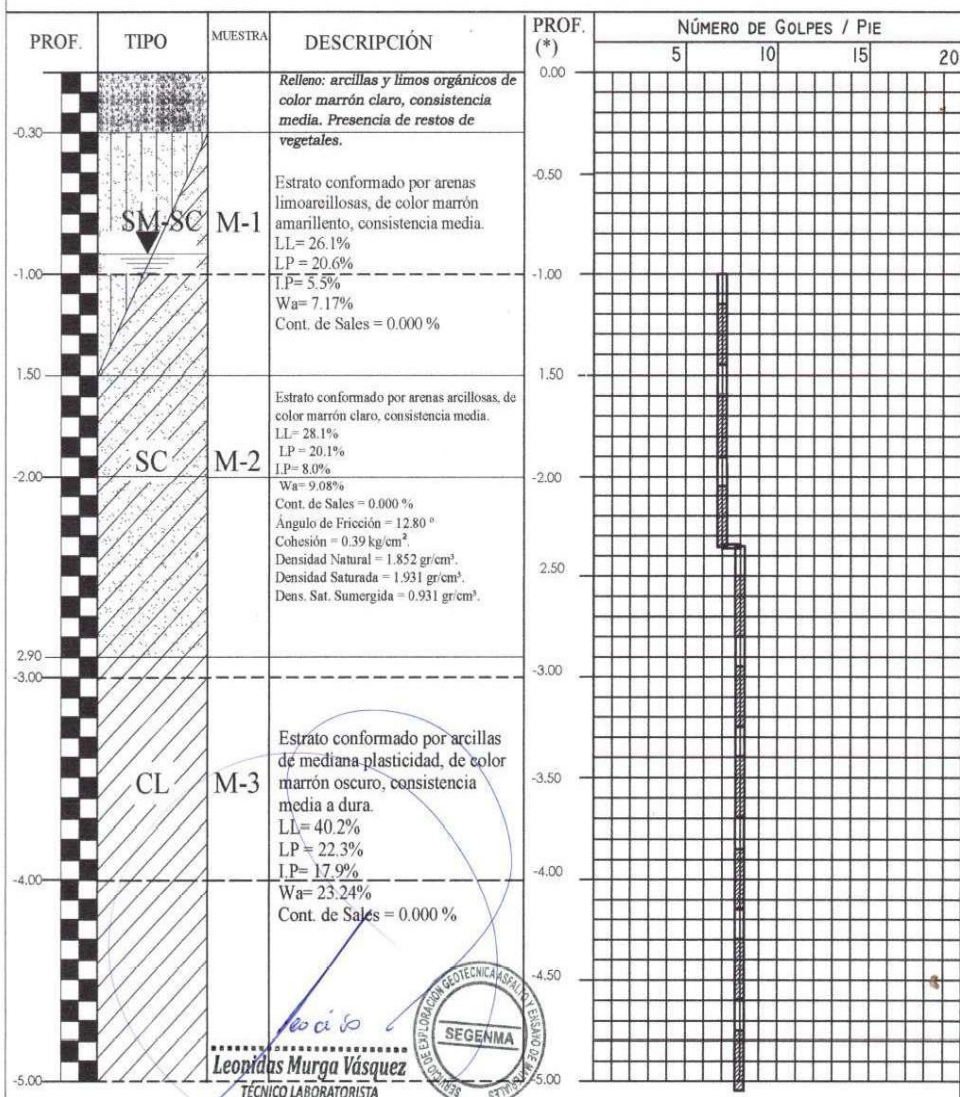 PROF. TIPO MUESTRA DESCRIPCIÓN PROF. (*) NÚMERO DE GOLPES / PIE
5 10 15 20
0.00
Relleno: arcillas y limos orgánicos de
color marrón claro, consistencia
media. Presencia de restos de
vegetales.
-0.30
-0.50
Estrato conformado por arenas
limoarcillosas, de color marrón
amarillento, consistencia media.
SM-SC M-1
LL= 26.1%
LP = 20.6%
-1.00 -1.00
I.P= 5.5%
Wa= 7.17%
Cont. de Sales = 0.000 %
1.50 1.50
Estrato conformado por arenas arcillosas, de
color marrón claro, consistencia media.
LL= 28.1%
LP = 20.1%
SC M-2
I.P= 8.0%
-2.00 -2.00
Wa= 9.08%
Cont. de Sales = 0.000 %
Ángulo de Fricción = 12.80 °
Cohesión = 0.39 kg/cm².
Densidad Natural = 1.852 gr/cm³.
2.50
Densidad Saturada = 1.931 gr/cm³.
Dens. Sat. Sumergida = 0.931 gr/cm³.
2.90
-3.00 -3.00
Estrato conformado por arcillas
de mediana plasticidad, de color
marrón oscuro, consistencia
media a dura.
CL M-3
-3.50
LL= 40.2%
LP = 22.3%
I.P= 17.9%
-4.00 -4.00
Wa= 23.24%
Cont. de Sales = 0.000 %
-4.50
SERVICIO DE EXPLORACIÓN GEOTECNICA ASFALTO Y ENSAYO DE MATERIALES
SEGENMA
Leonidas Murga Vásquez
TÉCNICO LABORATORISTA
-5.00 -5.00